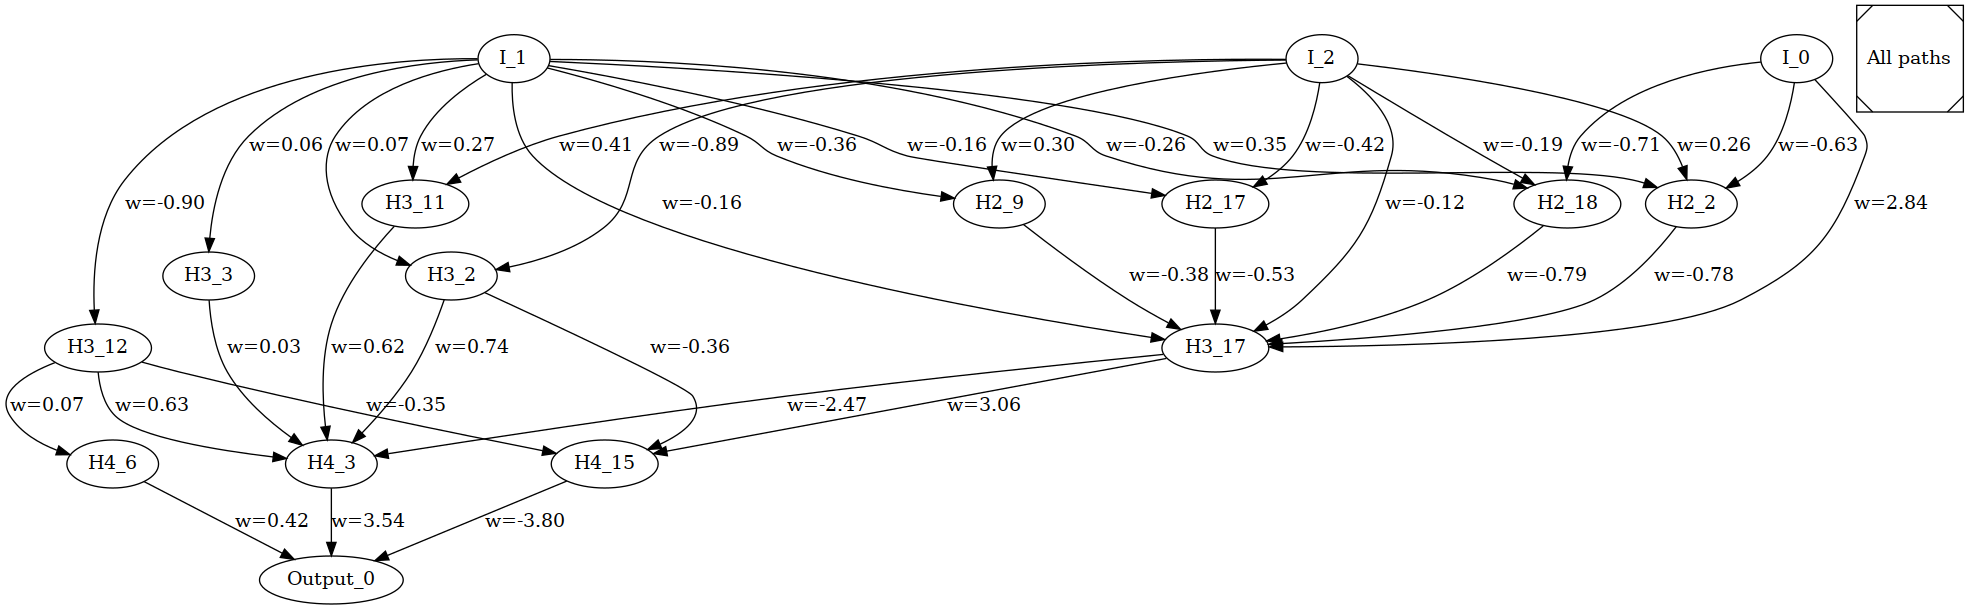 I_1
I_2
I_0
All paths
w=0.06
w=0.07
w=0.27
w=0.41
w=-0.89
w=-0.36
w=-0.16
w=0.30
w=-0.26
w=0.35
w=-0.42
w=-0.19
w=-0.71
w=0.26
w=-0.63
w=-0.90
H3_11
w=-0.16
H2_9
H2_17
w=-0.12
H2_18
H2_2
w=2.84
H3_3
H3_2
w=-0.38
w=-0.53
w=-0.79
w=-0.78
H3_12
w=0.03
w=0.62
w=0.74
w=-0.36
H3_17
w=0.07
w=0.63
w=-0.35
w=-2.47
w=3.06
H4_6
H4_3
H4_15
w=0.42
w=3.54
w=-3.80
Output_0